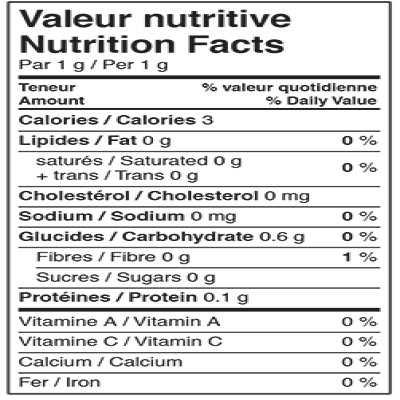 Valeur nutritive
Nutrition Facts
Par 1 g / Per 1 g
Teneur % valeur quotidienne
Amount % Daily Value
Calories / Calories 3
Lipides / Fat 0 g 0 %
saturés / Saturated 0 g
+ trans / Trans 0 g 0 %
Cholestérol / Cholesterol 0 mg
Sodium / Sodium 0 mg 0 %
Glucides / Carbohydrate 0.6 g 0 %
Fibres / Fibre 0 g 1 %
Sucres / Sugars 0 g
Protéines / Protein 0.1 g
Vitamine A / Vitamin A 0 %
Vitamine C / Vitamin C 0 %
Calcium / Calcium 0 %
Fer / Iron 0 %